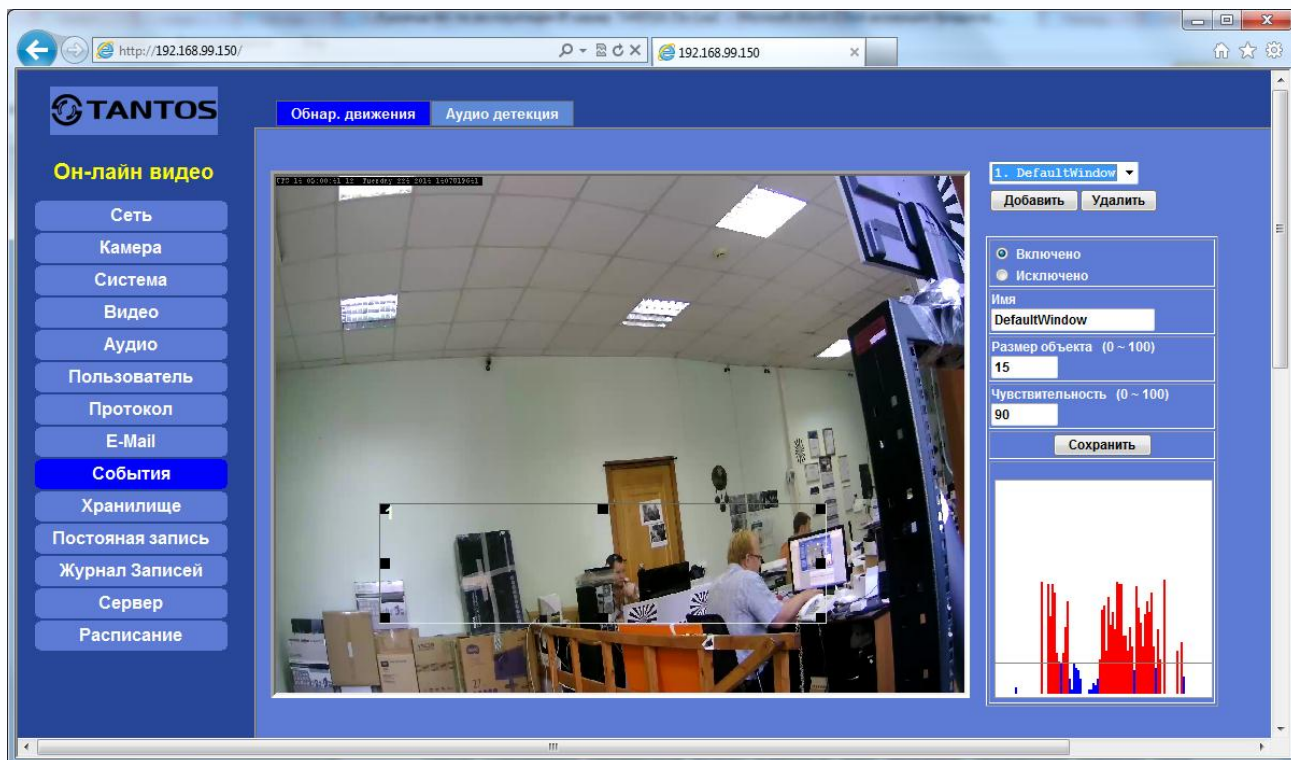 http://192.168.99.150/
192.168.99.150
TANTOS
Обнар. движения
Аудио детекция
Он-лайн видео
Сеть
Камера
Система
Видео
Аудио
Пользователь
Протокол
E-Mail
События
Хранилище
Постояная запись
Журнал Записей
Сервер
Расписание
1
1. DefaultWindow
Добавить Удалить
Включено
Исключено
Имя
DefaultWindow
Размер объекта (0 ~ 100)
15
Чувствительность (0 ~ 100)
90
Сохранить